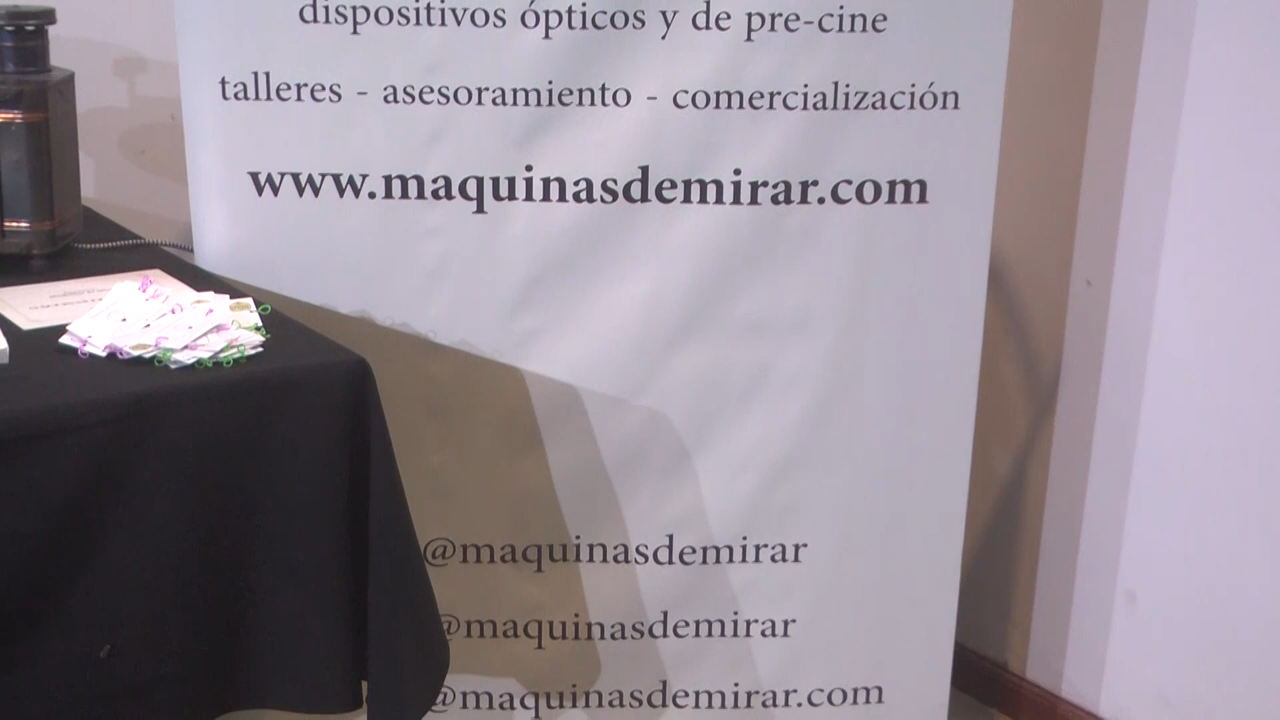 dispositivos ópticos y de pre-cine
talleres - asesoramiento - comercialización
www.maquinasdemirar.com
@maquinasdemirar
@maquinasdemirar
@maquinasdemirar.com